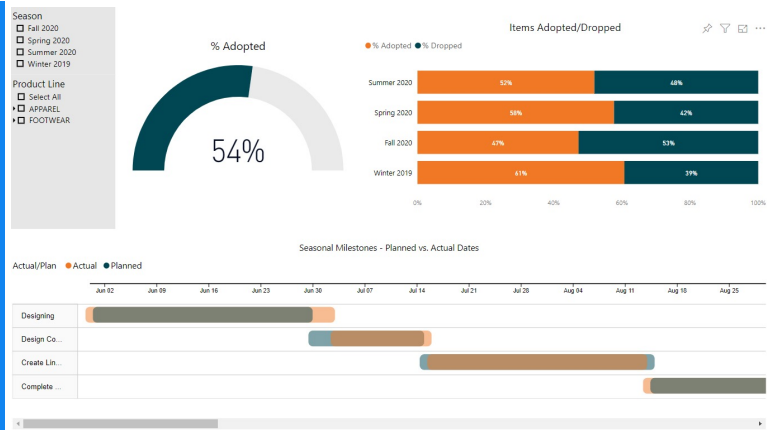 Season
Fall 2020
Spring 2020
Summer 2020
Winter 2019
Product Line
Select All
APPAREL
FOOTWEAR
% Adopted
54%
Items Adopted/Dropped
% Adopted % Dropped
Summer 2020 52% 48%
Spring 2020 58% 42%
Fall 2020 47% 53%
Winter 2019 61% 39%
0% 20% 40% 60% 80% 100%
Seasonal Milestones - Planned vs. Actual Dates
Actual/Plan Actual Planned
Jun 02 Jun 09 Jun 16 Jun 23 Jun 30 Jul 07 Jul 14 Jul 21 Jul 28 Aug 04 Aug 11 Aug 18 Aug 25
Designing
Design Co...
Create Lin...
Complete ...